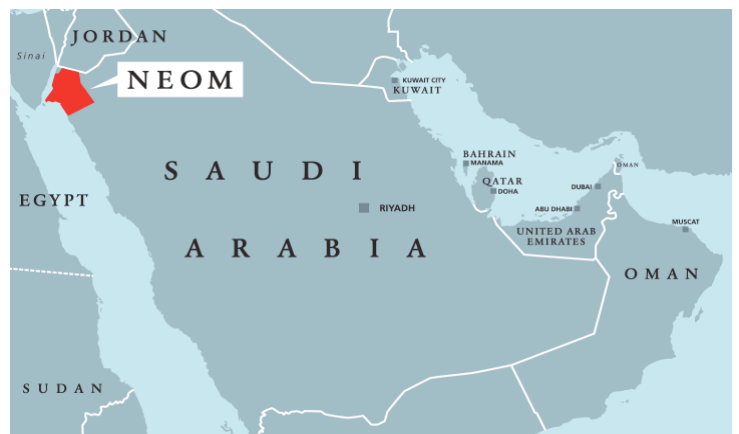 JORDAN
Sinai
NEOM
KUWAIT CITY
KUWAIT
BAHRAIN
MANAMA
OMAN
SAUDI
QATAR
DOHA
DUBAI
EGYPT
RIYADH
ABU DHABI
MUSCAT
UNITED ARAB
EMIRATES
ARABIA
OMAN
SUDAN